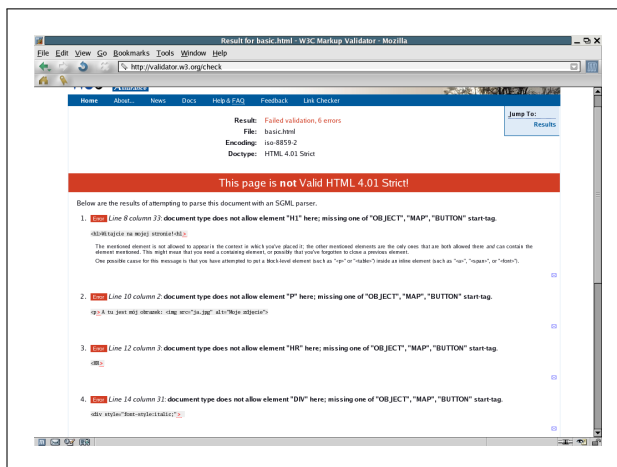 Result for basic.html - W3C Markup Validator - Mozilla
File Edit View Go Bookmarks Tools Window Help
http://validator.w3.org/check
Assurance
Home About... News Docs Help & FAQ Feedback Link Checker
Jump To:
Results
Result: Failed validation, 6 errors
File: basic.html
Encoding: iso-8859-2
Doctype: HTML 4.01 Strict
This page is not Valid HTML 4.01 Strict!
Below are the results of attempting to parse this document with an SGML parser.
1. Error Line 8 column 33: document type does not allow element "H1" here; missing one of "OBJECT", "MAP", "BUTTON" start-tag.
<h1>Witajcie na mojej stronie!<h1>
The mentioned element is not allowed to appear in the context in which you've placed it; the other mentioned elements are the only ones that are both allowed there and can contain the
element mentioned. This might mean that you need a containing element, or possibly that you've forgotten to close a previous element.
One possible cause for this message is that you have attempted to put a block-level element (such as "<p>" or "<table>") inside an inline element (such as "<a>", "<span>", or "<font>").
2. Error Line 10 column 2: document type does not allow element "P" here; missing one of "OBJECT", "MAP", "BUTTON" start-tag.
<p> A tu jest mój obrazek: <img src="ja.jpg" alt="Moje zdjęcie">
3. Error Line 12 column 3: document type does not allow element "HR" here; missing one of "OBJECT", "MAP", "BUTTON" start-tag.
<HR>
4. Error Line 14 column 31: document type does not allow element "DIV" here; missing one of "OBJECT", "MAP", "BUTTON" start-tag.
<div style="font-style:italic;">